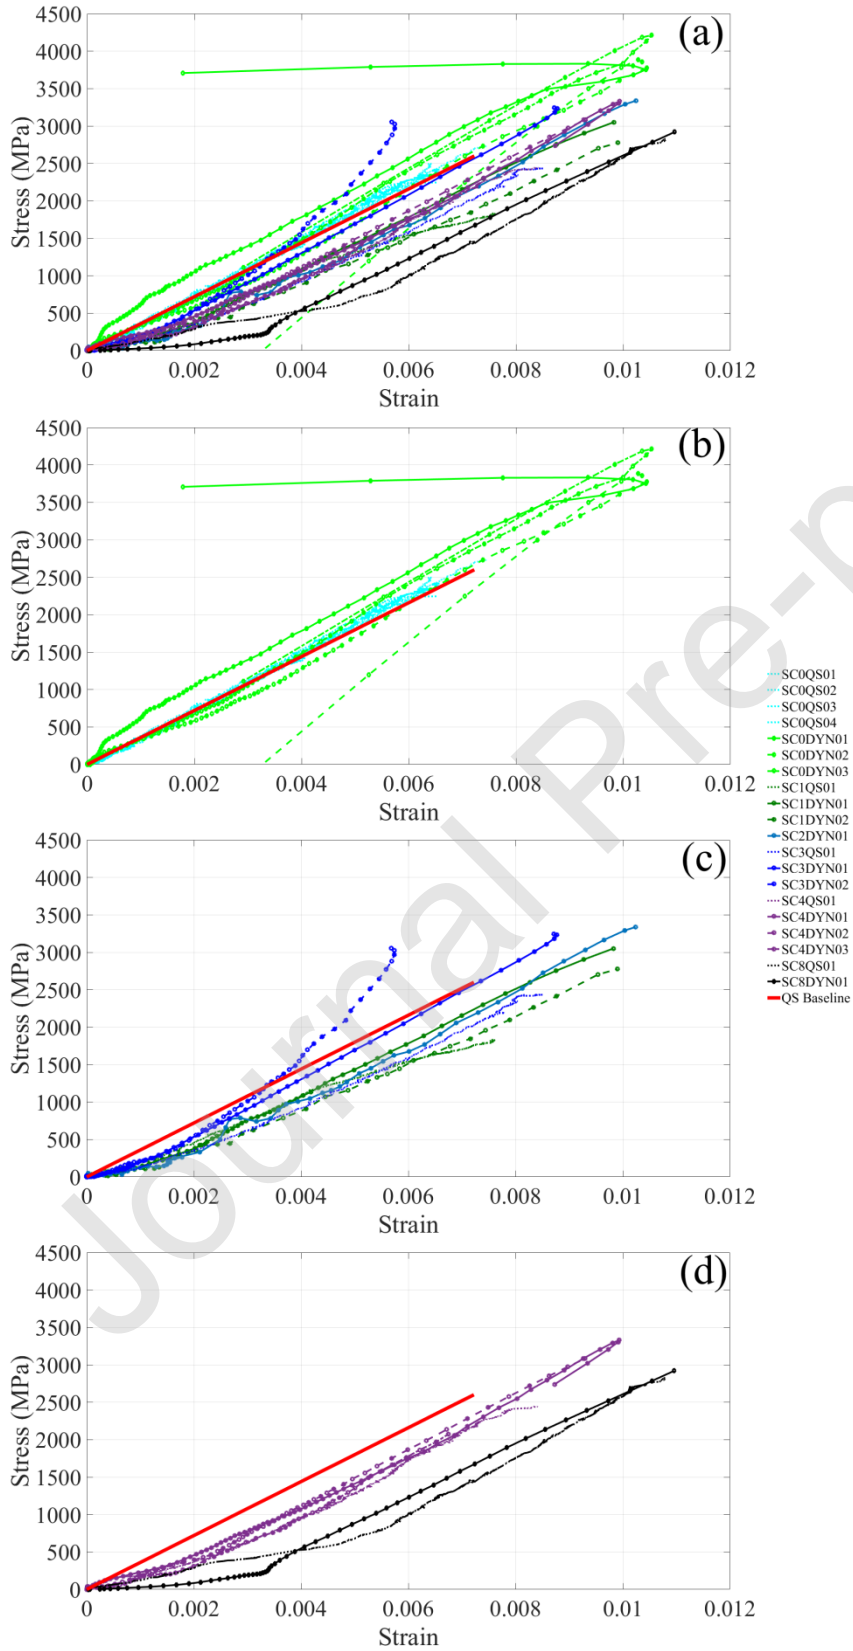 (a)
4500
4000
3500
3000
2500
2000
1500
1000
500
0
Stress (MPa)
0 0.002 0.004 0.006 0.008 0.01 0.012
Strain
(b)
4500
4000
3500
3000
2500
2000
1500
1000
500
0
Stress (MPa)
0 0.002 0.004 0.006 0.008 0.01 0.012
Strain
(c)
4500
4000
3500
3000
2500
2000
1500
1000
500
0
Stress (MPa)
0 0.002 0.004 0.006 0.008 0.01 0.012
Strain
(d)
4500
4000
3500
3000
2500
2000
1500
1000
500
0
Stress (MPa)
0 0.002 0.004 0.006 0.008 0.01 0.012
Strain
SC0QS01
SC0QS02
SC0QS03
SC0QS04
SC0DYN01
SC0DYN02
SC0DYN03
SC1QS01
SC1DYN01
SC1DYN02
SC2DYN01
SC3QS01
SC3DYN01
SC3DYN02
SC4QS01
SC4DYN01
SC4DYN02
SC4DYN03
SC8QS01
SC8DYN01
QS Baseline
Journal Pre-p